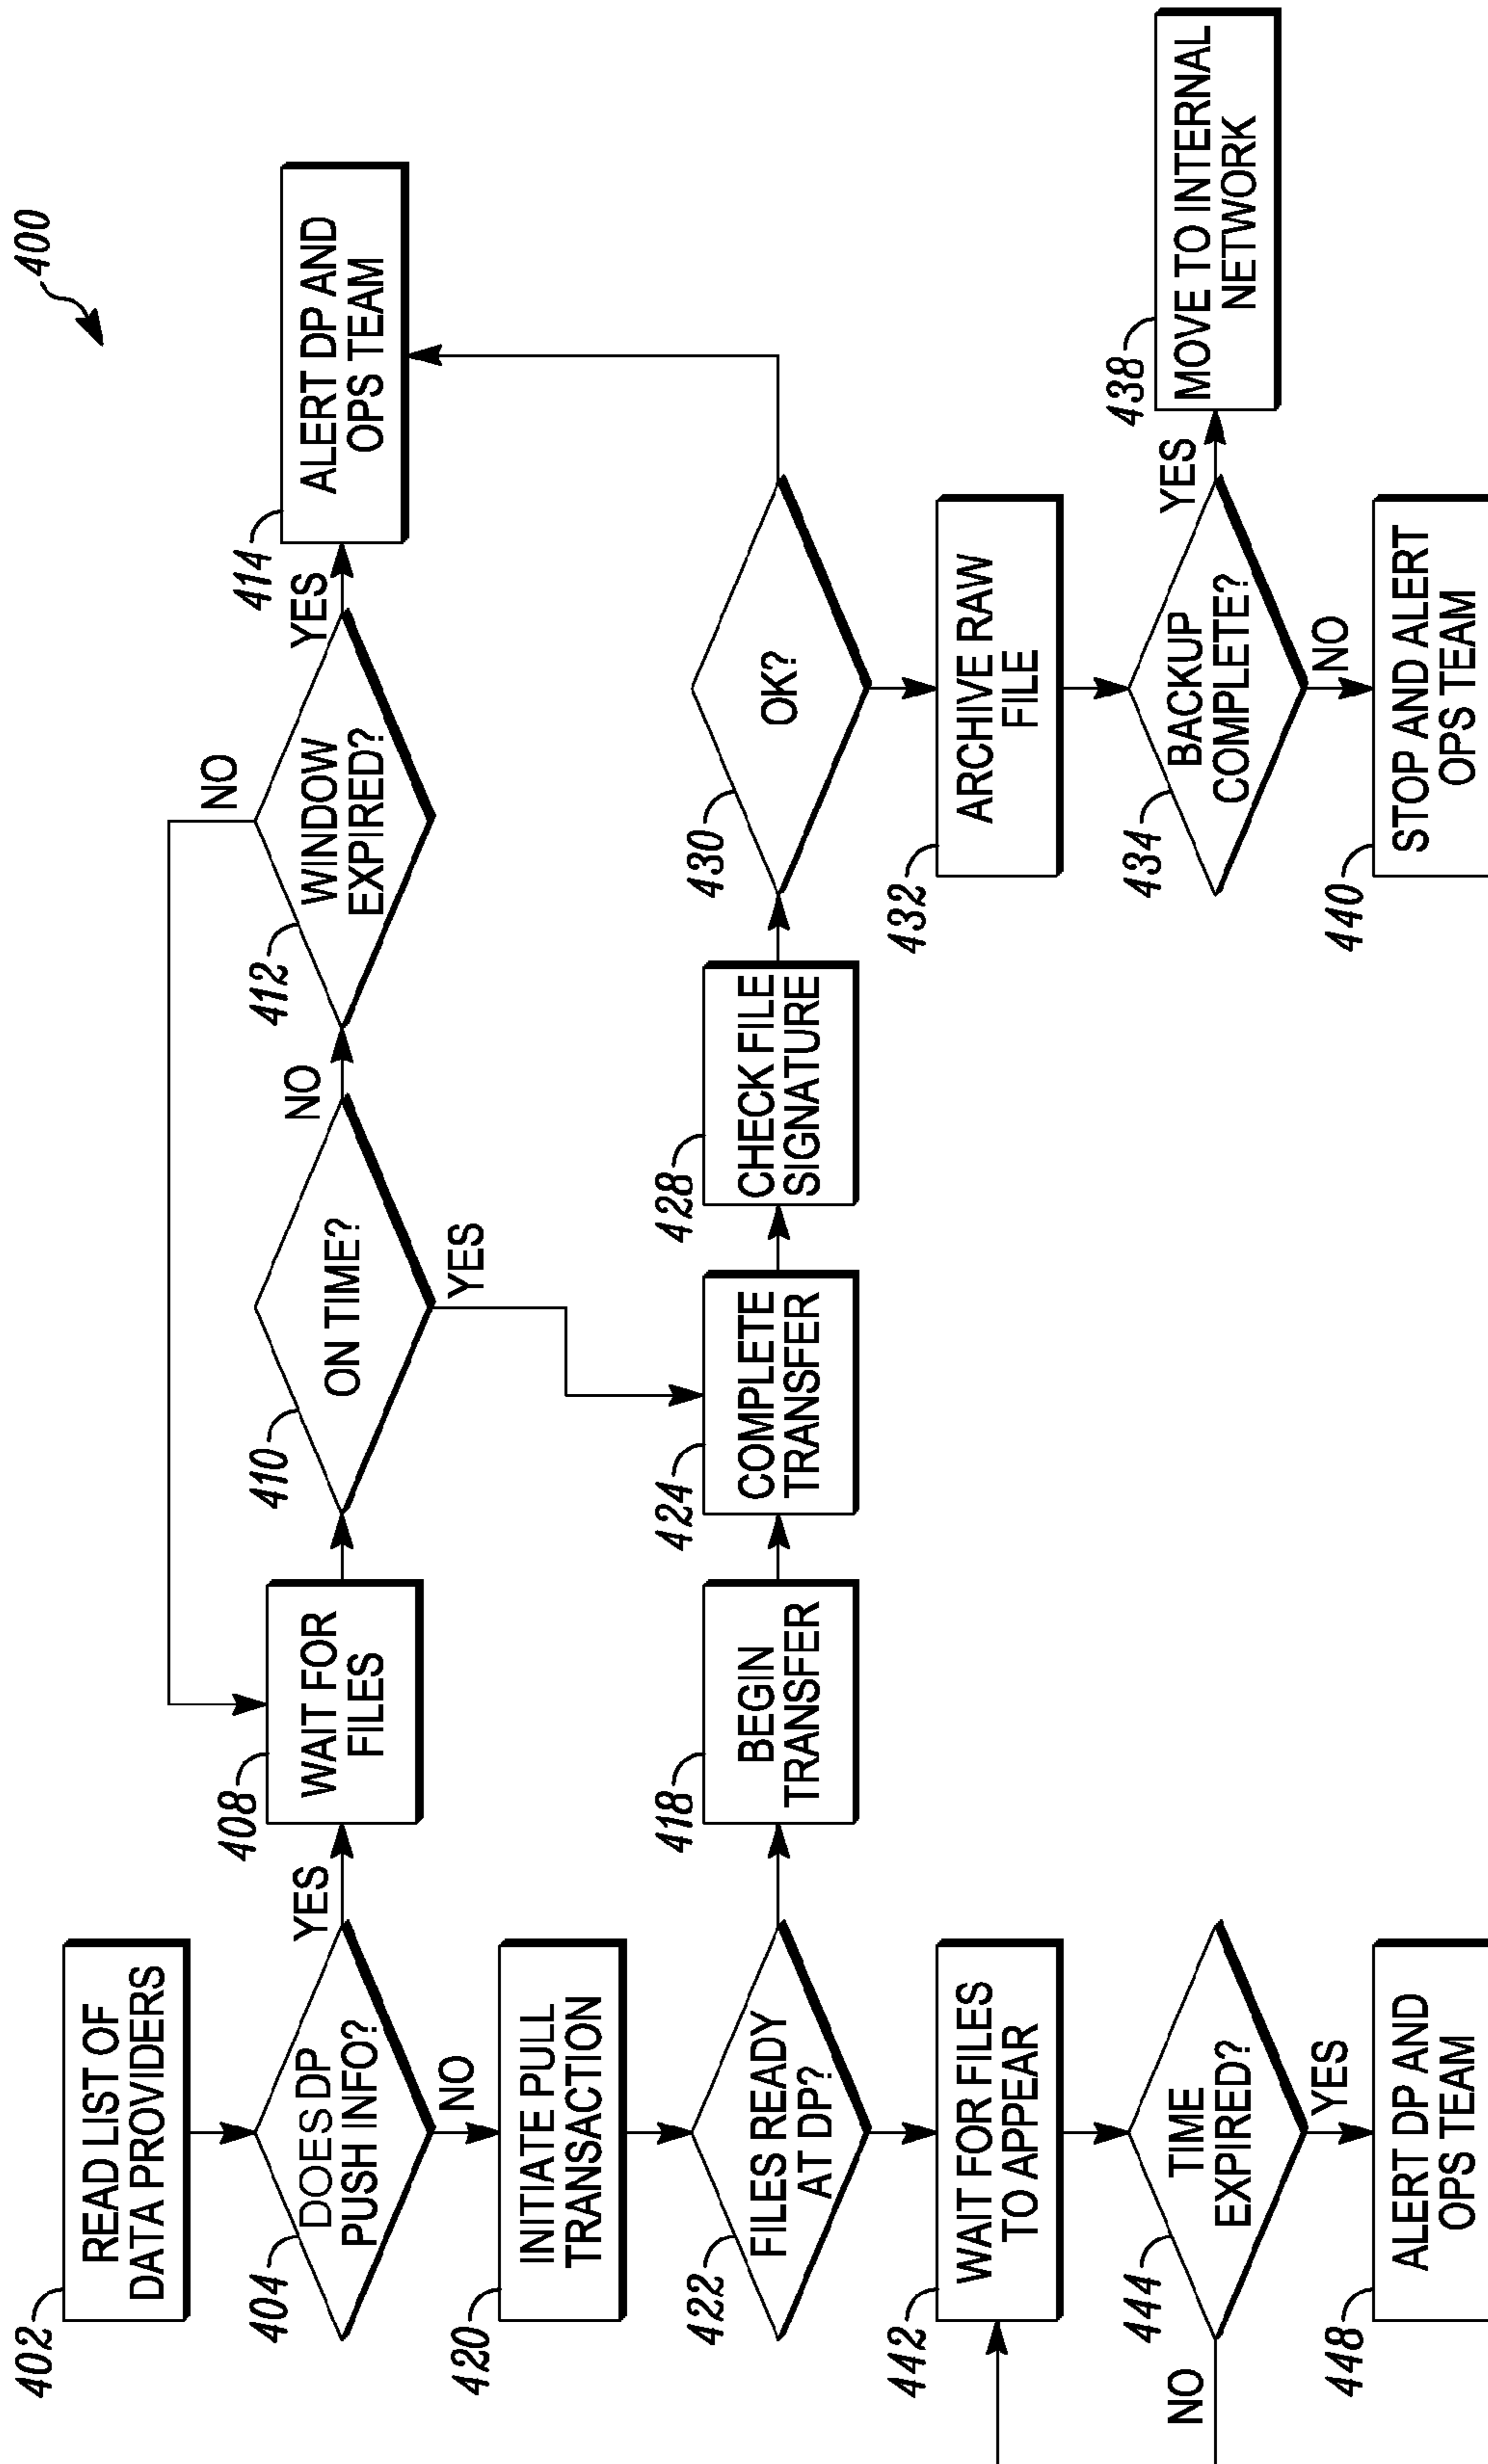 400
402
READ LIST OF
DATA PROVIDERS
404
DOES DP
PUSH INFO?
YES
NO
408
WAIT FOR
FILES
410
ON TIME?
NO
YES
412
WINDOW
EXPIRED?
NO
YES
414
ALERT DP AND
OPS TEAM
420
INITIATE PULL
TRANSACTION
422
FILES READY
AT DP?
418
BEGIN
TRANSFER
424
COMPLETE
TRANSFER
428
CHECK FILE
SIGNATURE
430
OK?
432
ARCHIVE RAW
FILE
434
BACKUP
COMPLETE?
YES
NO
438
MOVE TO INTERNAL
NETWORK
440
STOP AND ALERT
OPS TEAM
442
WAIT FOR FILES
TO APPEAR
444
TIME
EXPIRED?
NO
YES
448
ALERT DP AND
OPS TEAM